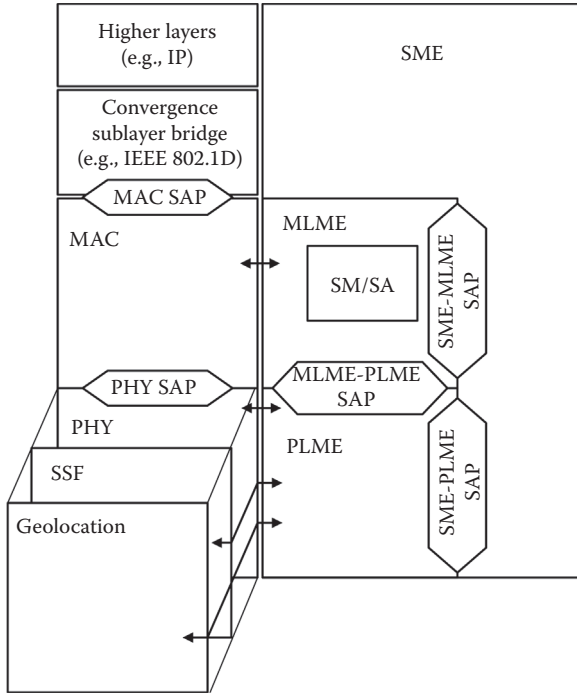 Higher layers
(e.g., IP)
SME
Convergence
sublayer bridge
(e.g., IEEE 802.1D)
MAC SAP
MAC
MLME
SM/SA
SME-MLME
SAP
PHY SAP
MLME-PLME
SAP
PHY
PLME
SME-PLME
SAP
SSF
Geolocation